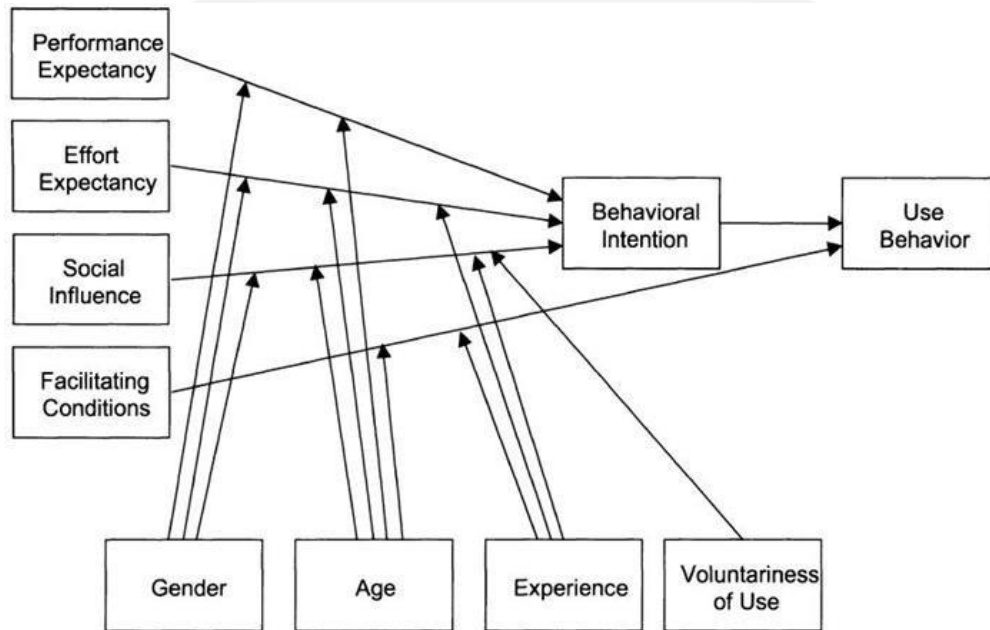 Performance
Expectancy
Effort
Expectancy
Social
Influence
Facilitating
Conditions
Behavioral
Intention
Use
Behavior
Gender
Age
Experience
Voluntariness
of Use